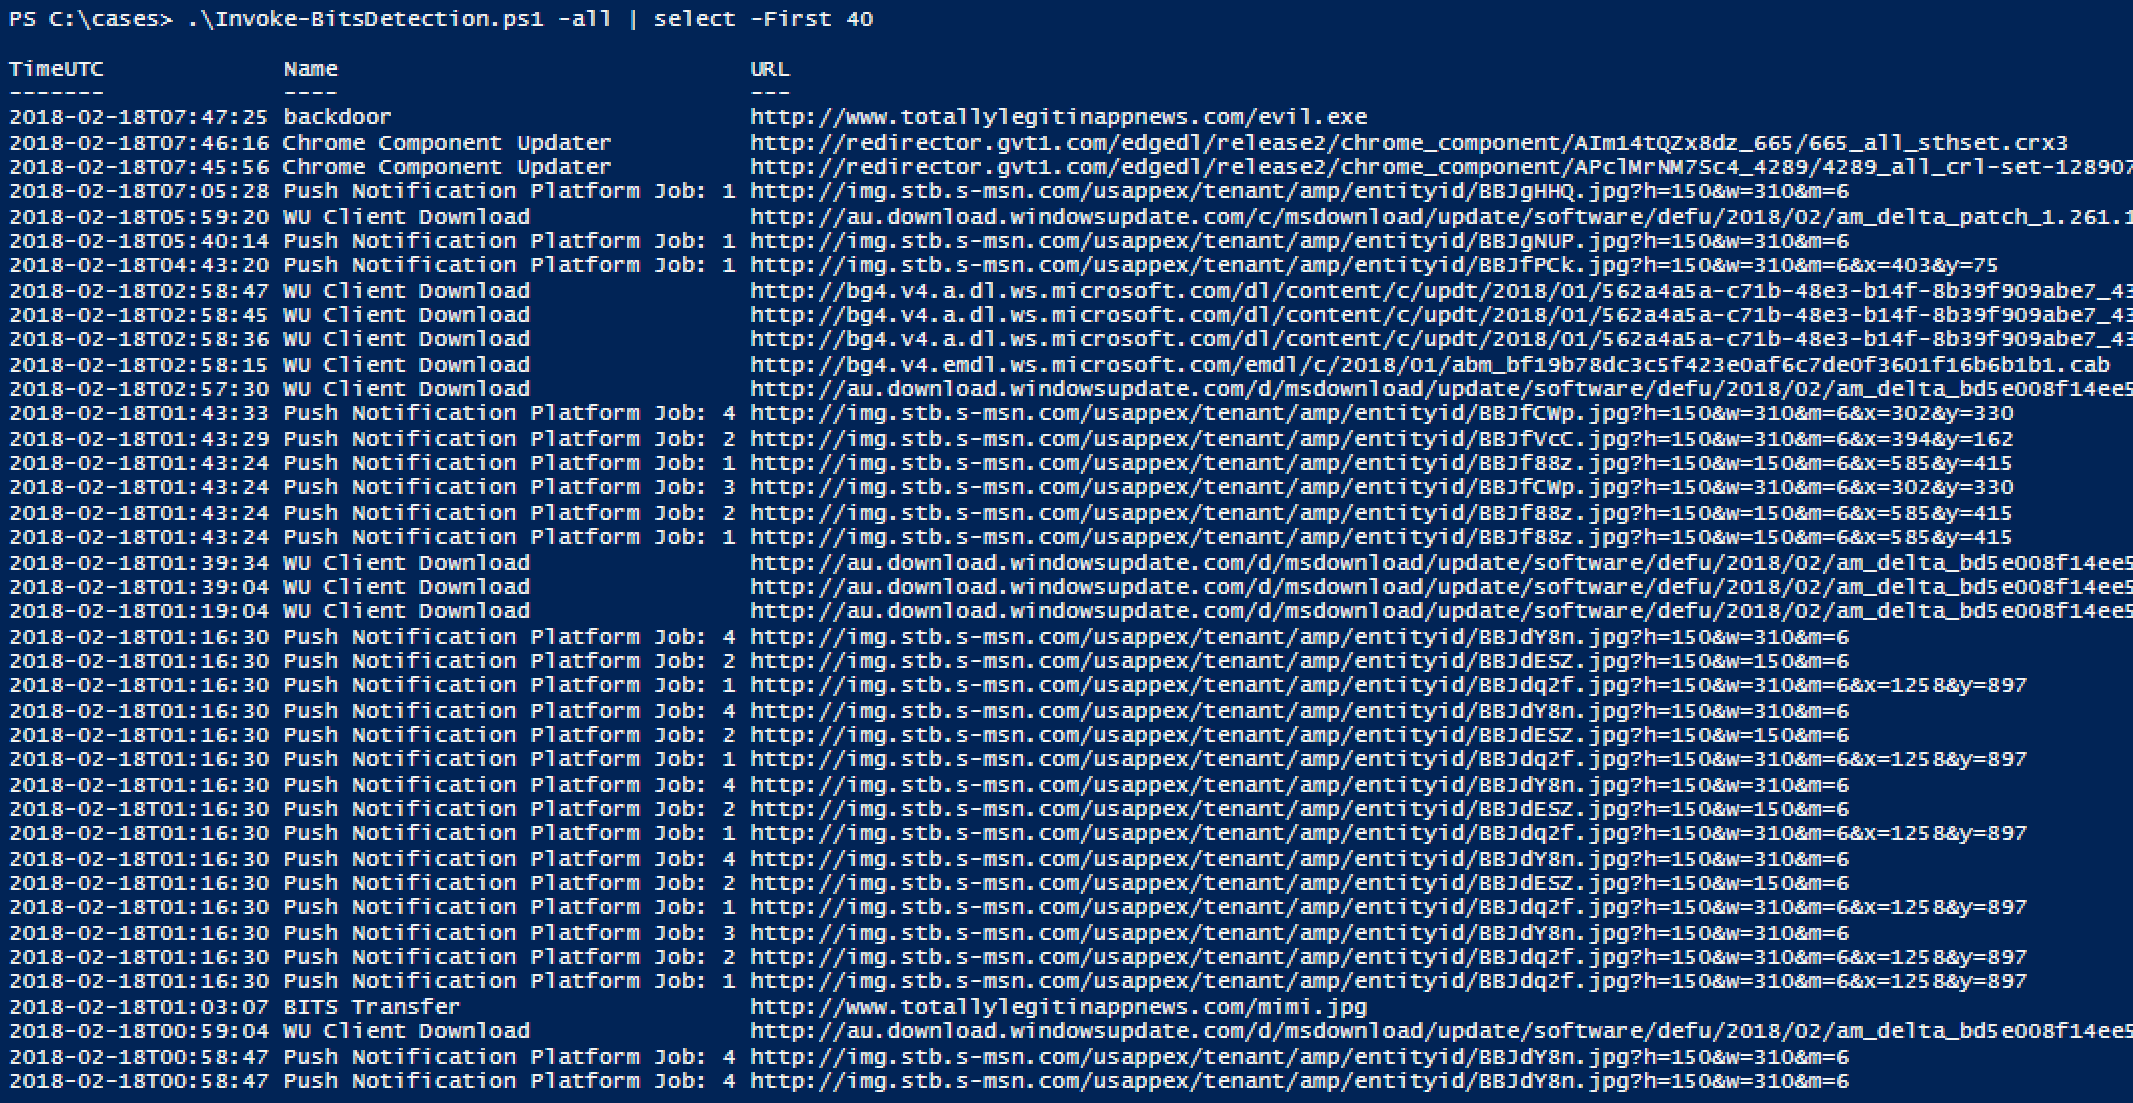 PS C:\cases> .\Invoke-BitsDetection.ps1 -all | select -First 40
TimeUTC Name URL
------- ---- ---
2018-02-18T07:47:25 backdoor http://www.totallylegitinappnews.com/evil.exe
2018-02-18T07:46:16 Chrome Component Updater http://redirector.gvt1.com/edgedl/release2/chrome_component/AIm14tQZx8dz_665/665_all_sthset.crx3
2018-02-18T07:45:56 Chrome Component Updater http://redirector.gvt1.com/edgedl/release2/chrome_component/APClMrNM7Sc4_4289/4289_all_crl-set-128907
2018-02-18T07:05:28 Push Notification Platform Job: 1 http://img.stb.s-msn.com/usappex/tenant/amp/entityid/BBJgHHQ.jpg?h=150&w=310&m=6
2018-02-18T05:59:20 WU Client Download http://au.download.windowsupdate.com/c/msdownload/update/software/defu/2018/02/am_delta_patch_1.261.1
2018-02-18T05:40:14 Push Notification Platform Job: 1 http://img.stb.s-msn.com/usappex/tenant/amp/entityid/BBJgNUP.jpg?h=150&w=310&m=6
2018-02-18T04:43:20 Push Notification Platform Job: 1 http://img.stb.s-msn.com/usappex/tenant/amp/entityid/BBJfPCk.jpg?h=150&w=310&m=6&x=403&y=75
2018-02-18T02:58:47 WU Client Download http://bg4.v4.a.dl.ws.microsoft.com/dl/content/c/updt/2018/01/562a4a5a-c71b-48e3-b14f-8b39f909abe7_43
2018-02-18T02:58:45 WU Client Download http://bg4.v4.a.dl.ws.microsoft.com/dl/content/c/updt/2018/01/562a4a5a-c71b-48e3-b14f-8b39f909abe7_43
2018-02-18T02:58:36 WU Client Download http://bg4.v4.a.dl.ws.microsoft.com/dl/content/c/updt/2018/01/562a4a5a-c71b-48e3-b14f-8b39f909abe7_43
2018-02-18T02:58:15 WU Client Download http://bg4.v4.emdl.ws.microsoft.com/emdl/c/2018/01/abm_bf19b78dc3c5f423e0af6c7de0f3601f16b6b1b1.cab
2018-02-18T02:57:30 WU Client Download http://au.download.windowsupdate.com/d/msdownload/update/software/defu/2018/02/am_delta_bd5e008f14ee5
2018-02-18T01:43:33 Push Notification Platform Job: 4 http://img.stb.s-msn.com/usappex/tenant/amp/entityid/BBJfCWp.jpg?h=150&w=310&m=6&x=302&y=330
2018-02-18T01:43:29 Push Notification Platform Job: 2 http://img.stb.s-msn.com/usappex/tenant/amp/entityid/BBJfVcC.jpg?h=150&w=310&m=6&x=394&y=162
2018-02-18T01:43:24 Push Notification Platform Job: 1 http://img.stb.s-msn.com/usappex/tenant/amp/entityid/BBJf88z.jpg?h=150&w=150&m=6&x=585&y=415
2018-02-18T01:43:24 Push Notification Platform Job: 3 http://img.stb.s-msn.com/usappex/tenant/amp/entityid/BBJfCWp.jpg?h=150&w=310&m=6&x=302&y=330
2018-02-18T01:43:24 Push Notification Platform Job: 2 http://img.stb.s-msn.com/usappex/tenant/amp/entityid/BBJf88z.jpg?h=150&w=150&m=6&x=585&y=415
2018-02-18T01:43:24 Push Notification Platform Job: 1 http://img.stb.s-msn.com/usappex/tenant/amp/entityid/BBJf88z.jpg?h=150&w=150&m=6&x=585&y=415
2018-02-18T01:39:34 WU Client Download http://au.download.windowsupdate.com/d/msdownload/update/software/defu/2018/02/am_delta_bd5e008f14ee5
2018-02-18T01:39:04 WU Client Download http://au.download.windowsupdate.com/d/msdownload/update/software/defu/2018/02/am_delta_bd5e008f14ee5
2018-02-18T01:19:04 WU Client Download http://au.download.windowsupdate.com/d/msdownload/update/software/defu/2018/02/am_delta_bd5e008f14ee5
2018-02-18T01:16:30 Push Notification Platform Job: 4 http://img.stb.s-msn.com/usappex/tenant/amp/entityid/BBJdY8n.jpg?h=150&w=310&m=6
2018-02-18T01:16:30 Push Notification Platform Job: 2 http://img.stb.s-msn.com/usappex/tenant/amp/entityid/BBJdESZ.jpg?h=150&w=150&m=6
2018-02-18T01:16:30 Push Notification Platform Job: 1 http://img.stb.s-msn.com/usappex/tenant/amp/entityid/BBJdq2f.jpg?h=150&w=310&m=6&x=1258&y=897
2018-02-18T01:16:30 Push Notification Platform Job: 4 http://img.stb.s-msn.com/usappex/tenant/amp/entityid/BBJdY8n.jpg?h=150&w=310&m=6
2018-02-18T01:16:30 Push Notification Platform Job: 2 http://img.stb.s-msn.com/usappex/tenant/amp/entityid/BBJdESZ.jpg?h=150&w=150&m=6
2018-02-18T01:16:30 Push Notification Platform Job: 1 http://img.stb.s-msn.com/usappex/tenant/amp/entityid/BBJdq2f.jpg?h=150&w=310&m=6&x=1258&y=897
2018-02-18T01:16:30 Push Notification Platform Job: 4 http://img.stb.s-msn.com/usappex/tenant/amp/entityid/BBJdY8n.jpg?h=150&w=310&m=6
2018-02-18T01:16:30 Push Notification Platform Job: 2 http://img.stb.s-msn.com/usappex/tenant/amp/entityid/BBJdESZ.jpg?h=150&w=150&m=6
2018-02-18T01:16:30 Push Notification Platform Job: 1 http://img.stb.s-msn.com/usappex/tenant/amp/entityid/BBJdq2f.jpg?h=150&w=310&m=6&x=1258&y=897
2018-02-18T01:16:30 Push Notification Platform Job: 4 http://img.stb.s-msn.com/usappex/tenant/amp/entityid/BBJdY8n.jpg?h=150&w=310&m=6
2018-02-18T01:16:30 Push Notification Platform Job: 2 http://img.stb.s-msn.com/usappex/tenant/amp/entityid/BBJdESZ.jpg?h=150&w=150&m=6
2018-02-18T01:16:30 Push Notification Platform Job: 1 http://img.stb.s-msn.com/usappex/tenant/amp/entityid/BBJdq2f.jpg?h=150&w=310&m=6&x=1258&y=897
2018-02-18T01:16:30 Push Notification Platform Job: 3 http://img.stb.s-msn.com/usappex/tenant/amp/entityid/BBJdY8n.jpg?h=150&w=310&m=6
2018-02-18T01:16:30 Push Notification Platform Job: 2 http://img.stb.s-msn.com/usappex/tenant/amp/entityid/BBJdq2f.jpg?h=150&w=310&m=6&x=1258&y=897
2018-02-18T01:16:30 Push Notification Platform Job: 1 http://img.stb.s-msn.com/usappex/tenant/amp/entityid/BBJdq2f.jpg?h=150&w=310&m=6&x=1258&y=897
2018-02-18T01:03:07 BITS Transfer http://www.totallylegitinappnews.com/mimi.jpg
2018-02-18T00:59:04 WU Client Download http://au.download.windowsupdate.com/d/msdownload/update/software/defu/2018/02/am_delta_bd5e008f14ee5
2018-02-18T00:58:47 Push Notification Platform Job: 4 http://img.stb.s-msn.com/usappex/tenant/amp/entityid/BBJdY8n.jpg?h=150&w=310&m=6
2018-02-18T00:58:47 Push Notification Platform Job: 4 http://img.stb.s-msn.com/usappex/tenant/amp/entityid/BBJdY8n.jpg?h=150&w=310&m=6